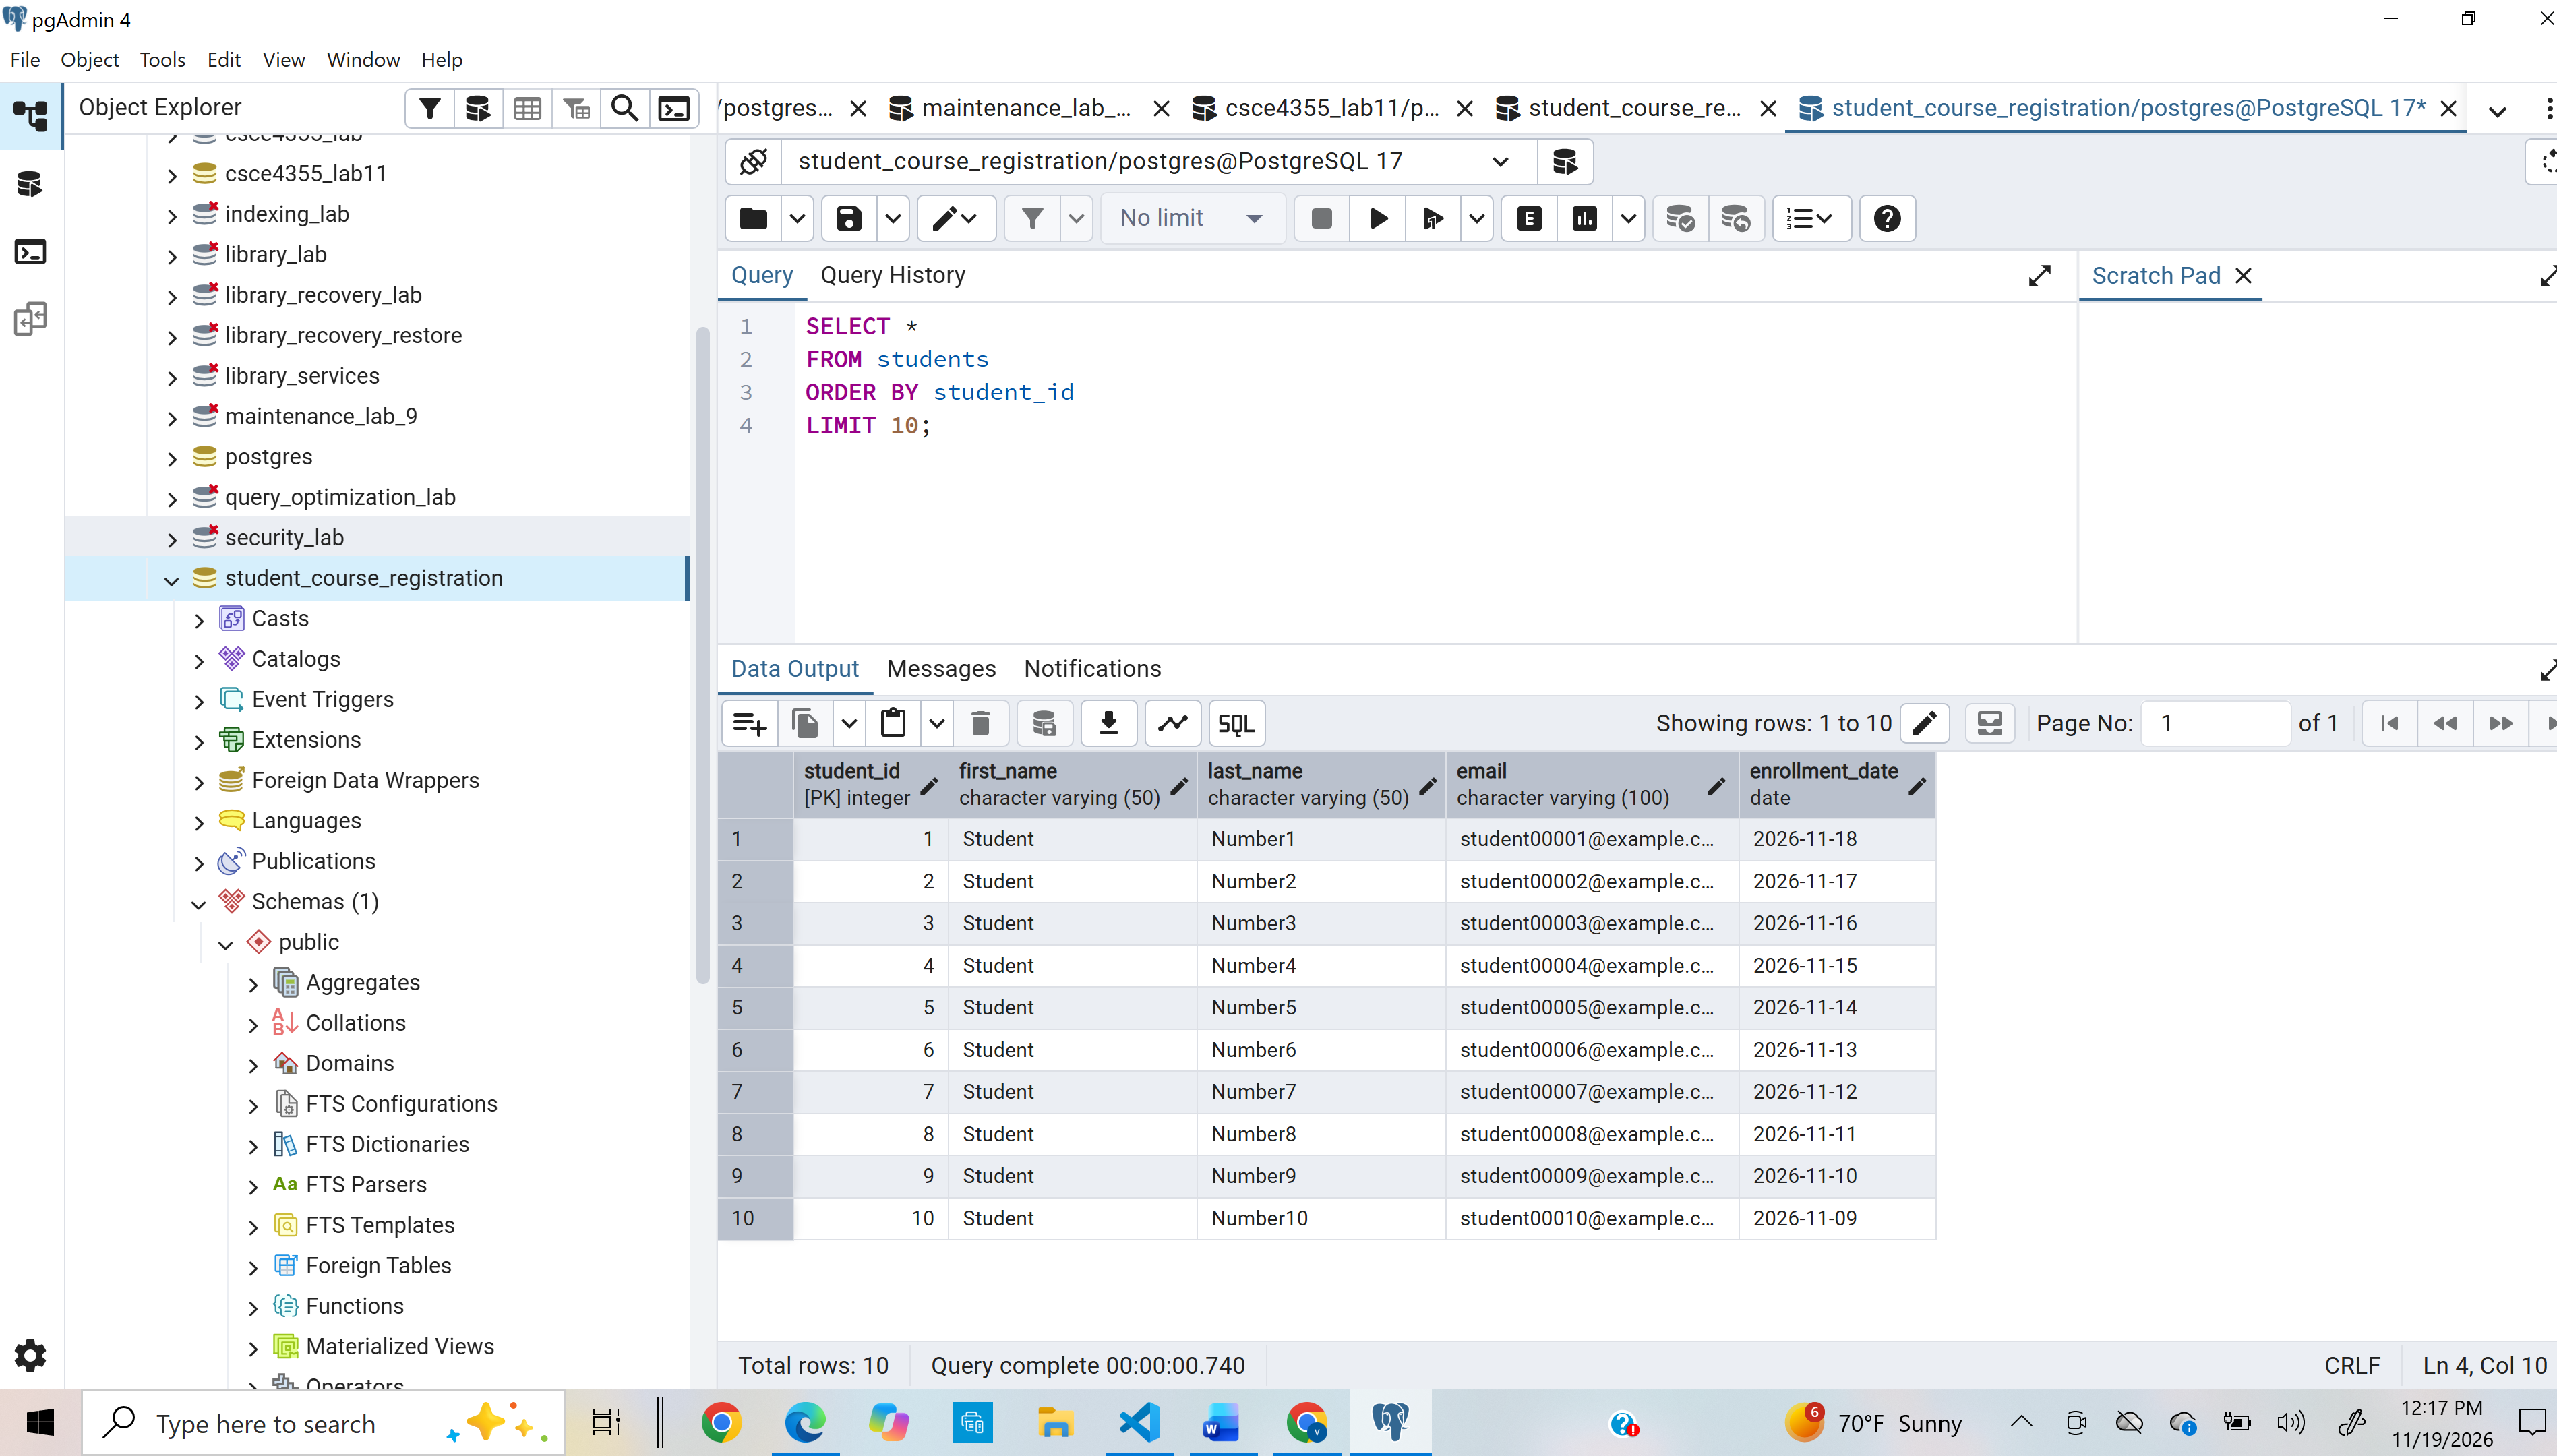 pgAdmin 4
File Object Tools Edit View Window Help
Object Explorer
csce4355_lab
csce4355_lab11
indexing_lab
library_lab
library_recovery_lab
library_recovery_restore
library_services
maintenance_lab_9
postgres
query_optimization_lab
security_lab
student_course_registration
Casts
Catalogs
Event Triggers
Extensions
Foreign Data Wrappers
Languages
Publications
Schemas (1)
public
Aggregates
Collations
Domains
FTS Configurations
FTS Dictionaries
Aa FTS Parsers
FTS Templates
Foreign Tables
Functions
Materialized Views
Operators
/postgres... maintenance_lab_... csce4355_lab11/p... student_course_re... student_course_registration/postgres@PostgreSQL 17*
student_course_registration/postgres@PostgreSQL 17
No limit E
Query Query History Scratch Pad
1 SELECT *
2 FROM students
3 ORDER BY student_id
4 LIMIT 10;
Data Output Messages Notifications
SQL Showing rows: 1 to 10 Page No: 1 of 1
student_id first_name last_name email enrollment_date
[PK] integer character varying (50) character varying (50) character varying (100) date
1 1 Student Number1 student00001@example.c... 2026-11-18
2 2 Student Number2 student00002@example.c... 2026-11-17
3 3 Student Number3 student00003@example.c... 2026-11-16
4 4 Student Number4 student00004@example.c... 2026-11-15
5 5 Student Number5 student00005@example.c... 2026-11-14
6 6 Student Number6 student00006@example.c... 2026-11-13
7 7 Student Number7 student00007@example.c... 2026-11-12
8 8 Student Number8 student00008@example.c... 2026-11-11
9 9 Student Number9 student00009@example.c... 2026-11-10
10 10 Student Number10 student00010@example.c... 2026-11-09
Total rows: 10 Query complete 00:00:00.740 CRLF Ln 4, Col 10
Type here to search 6 70°F Sunny 12:17 PM
11/19/2026